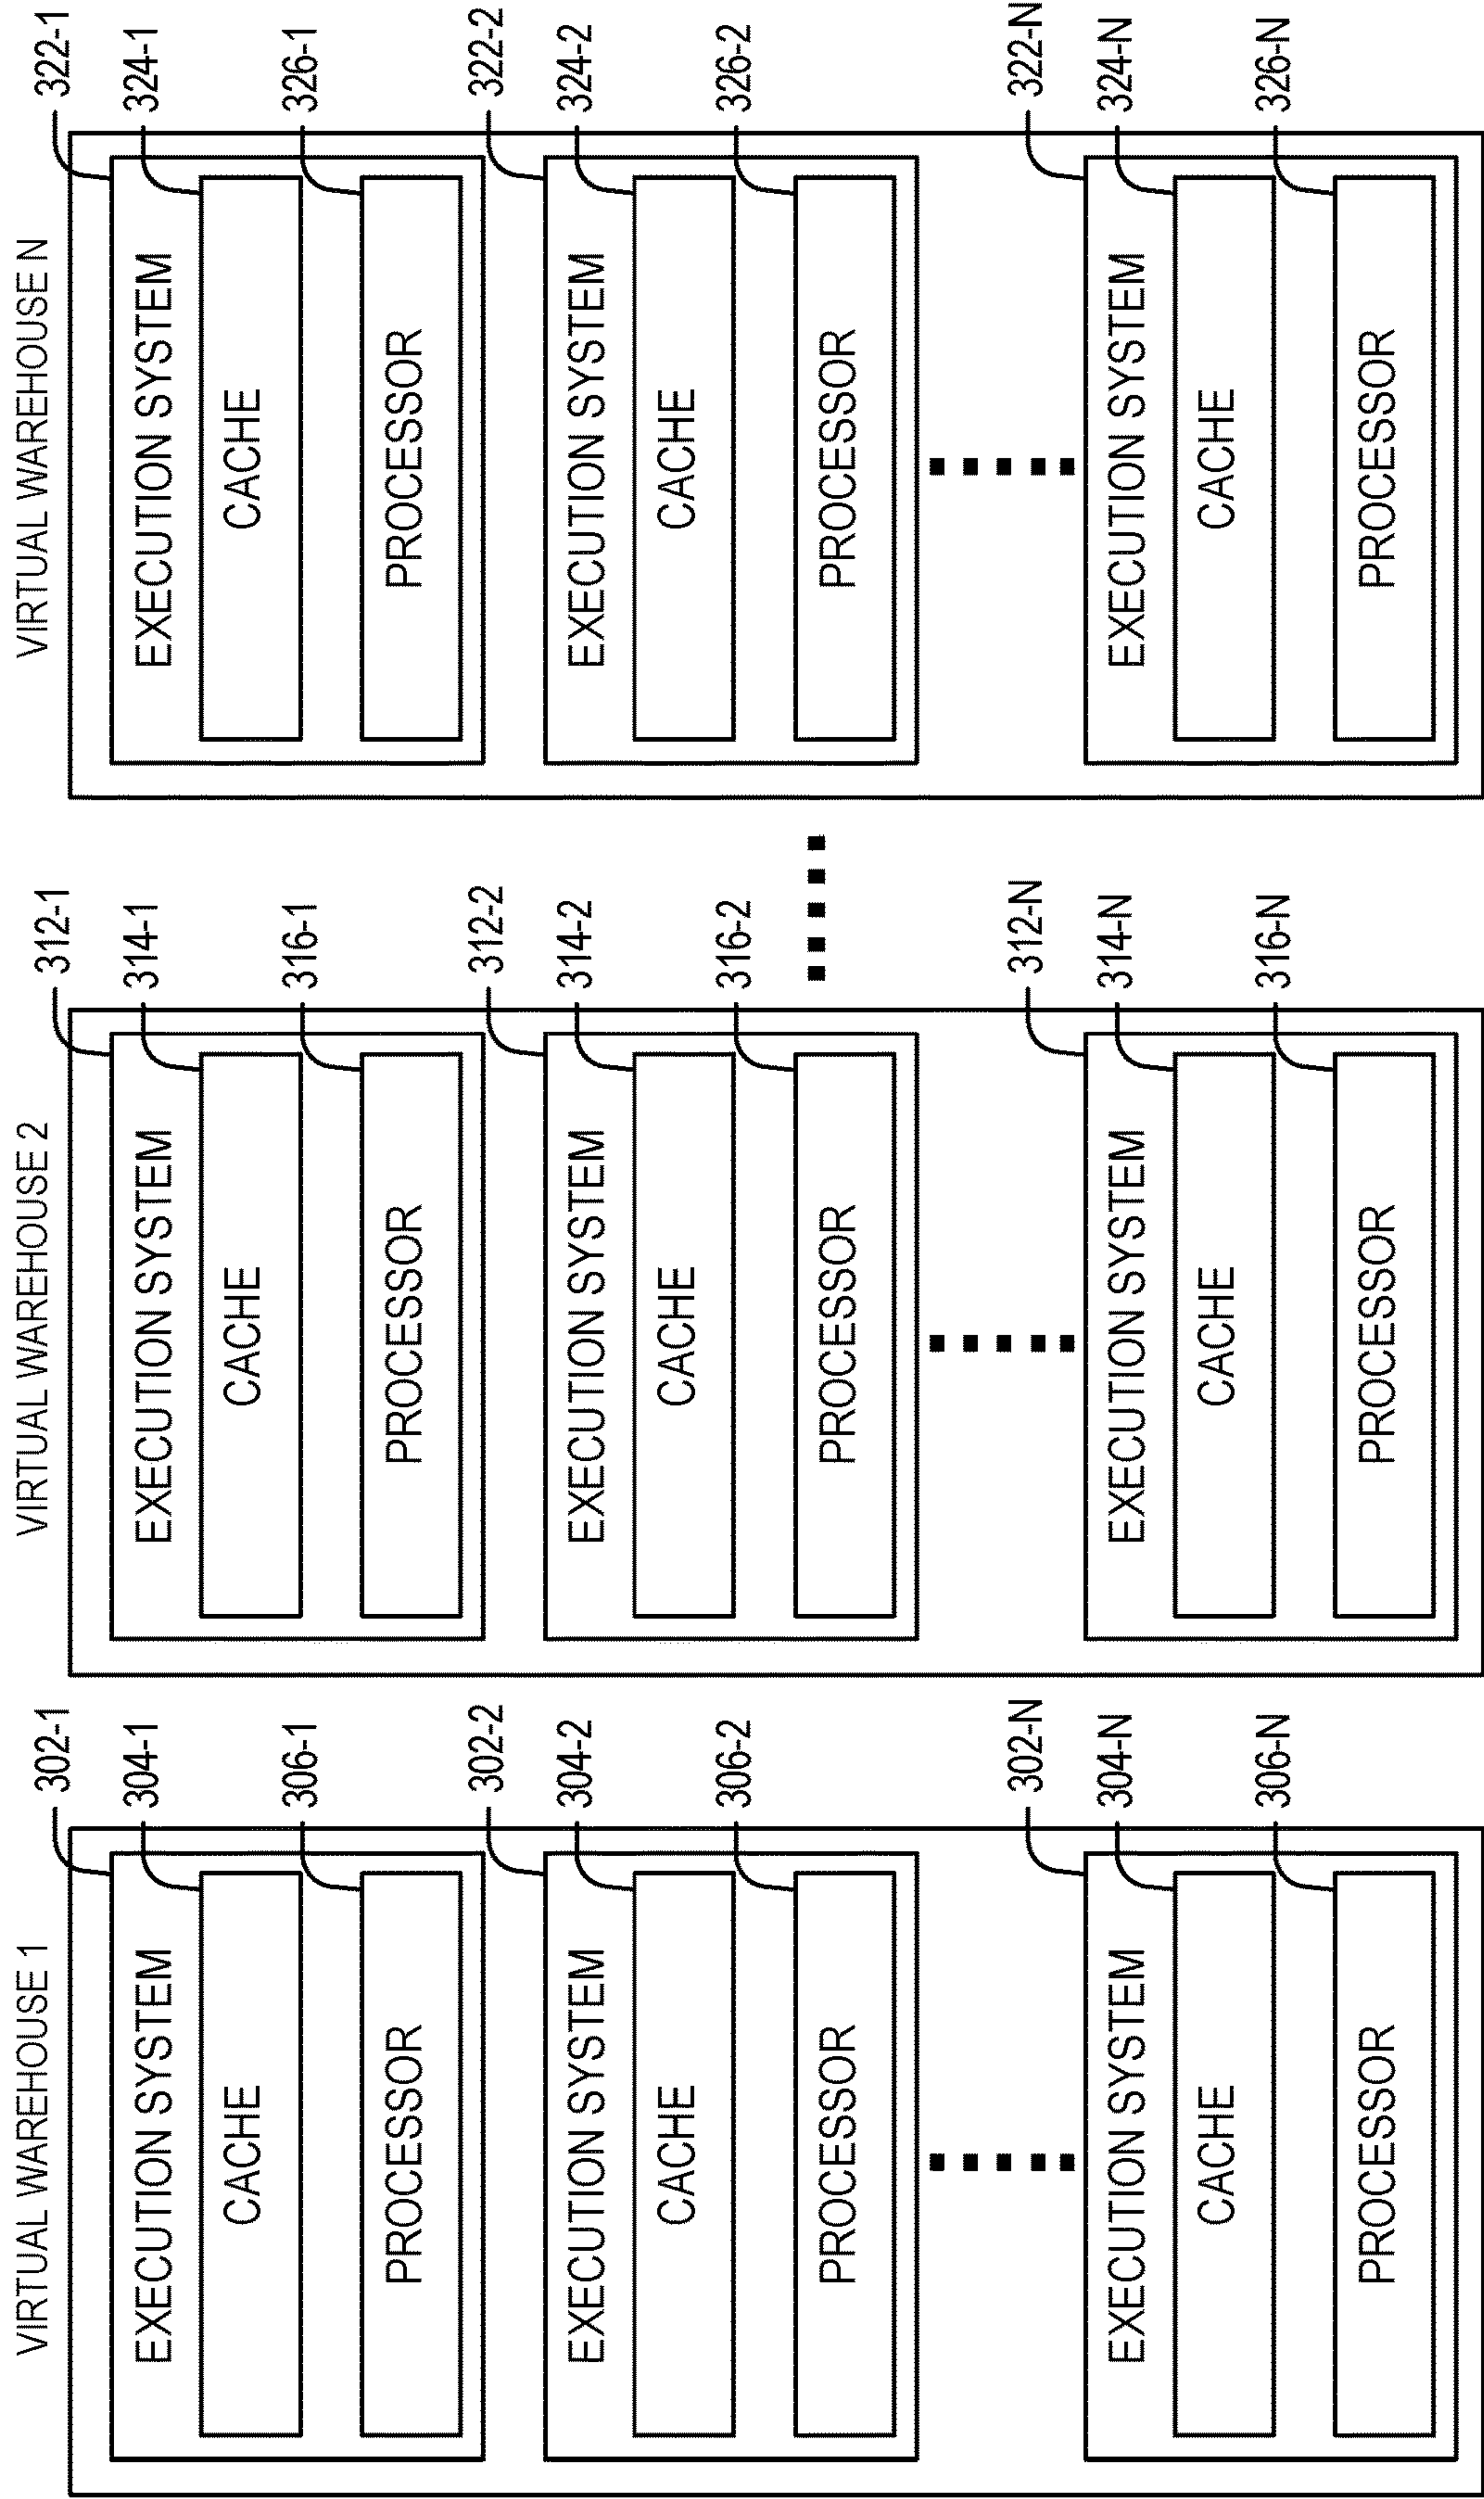 VIRTUAL WAREHOUSE 1
302-1
EXECUTION SYSTEM
304-1
CACHE
306-1
PROCESSOR
302-2
EXECUTION SYSTEM
304-2
CACHE
306-2
PROCESSOR
302-N
EXECUTION SYSTEM
304-N
CACHE
306-N
PROCESSOR
VIRTUAL WAREHOUSE 2
312-1
EXECUTION SYSTEM
314-1
CACHE
316-1
PROCESSOR
312-2
EXECUTION SYSTEM
314-2
CACHE
316-2
PROCESSOR
312-N
EXECUTION SYSTEM
314-N
CACHE
316-N
PROCESSOR
VIRTUAL WAREHOUSE N
322-1
EXECUTION SYSTEM
324-1
CACHE
326-1
PROCESSOR
322-2
EXECUTION SYSTEM
324-2
CACHE
326-2
PROCESSOR
322-N
EXECUTION SYSTEM
324-N
CACHE
326-N
PROCESSOR